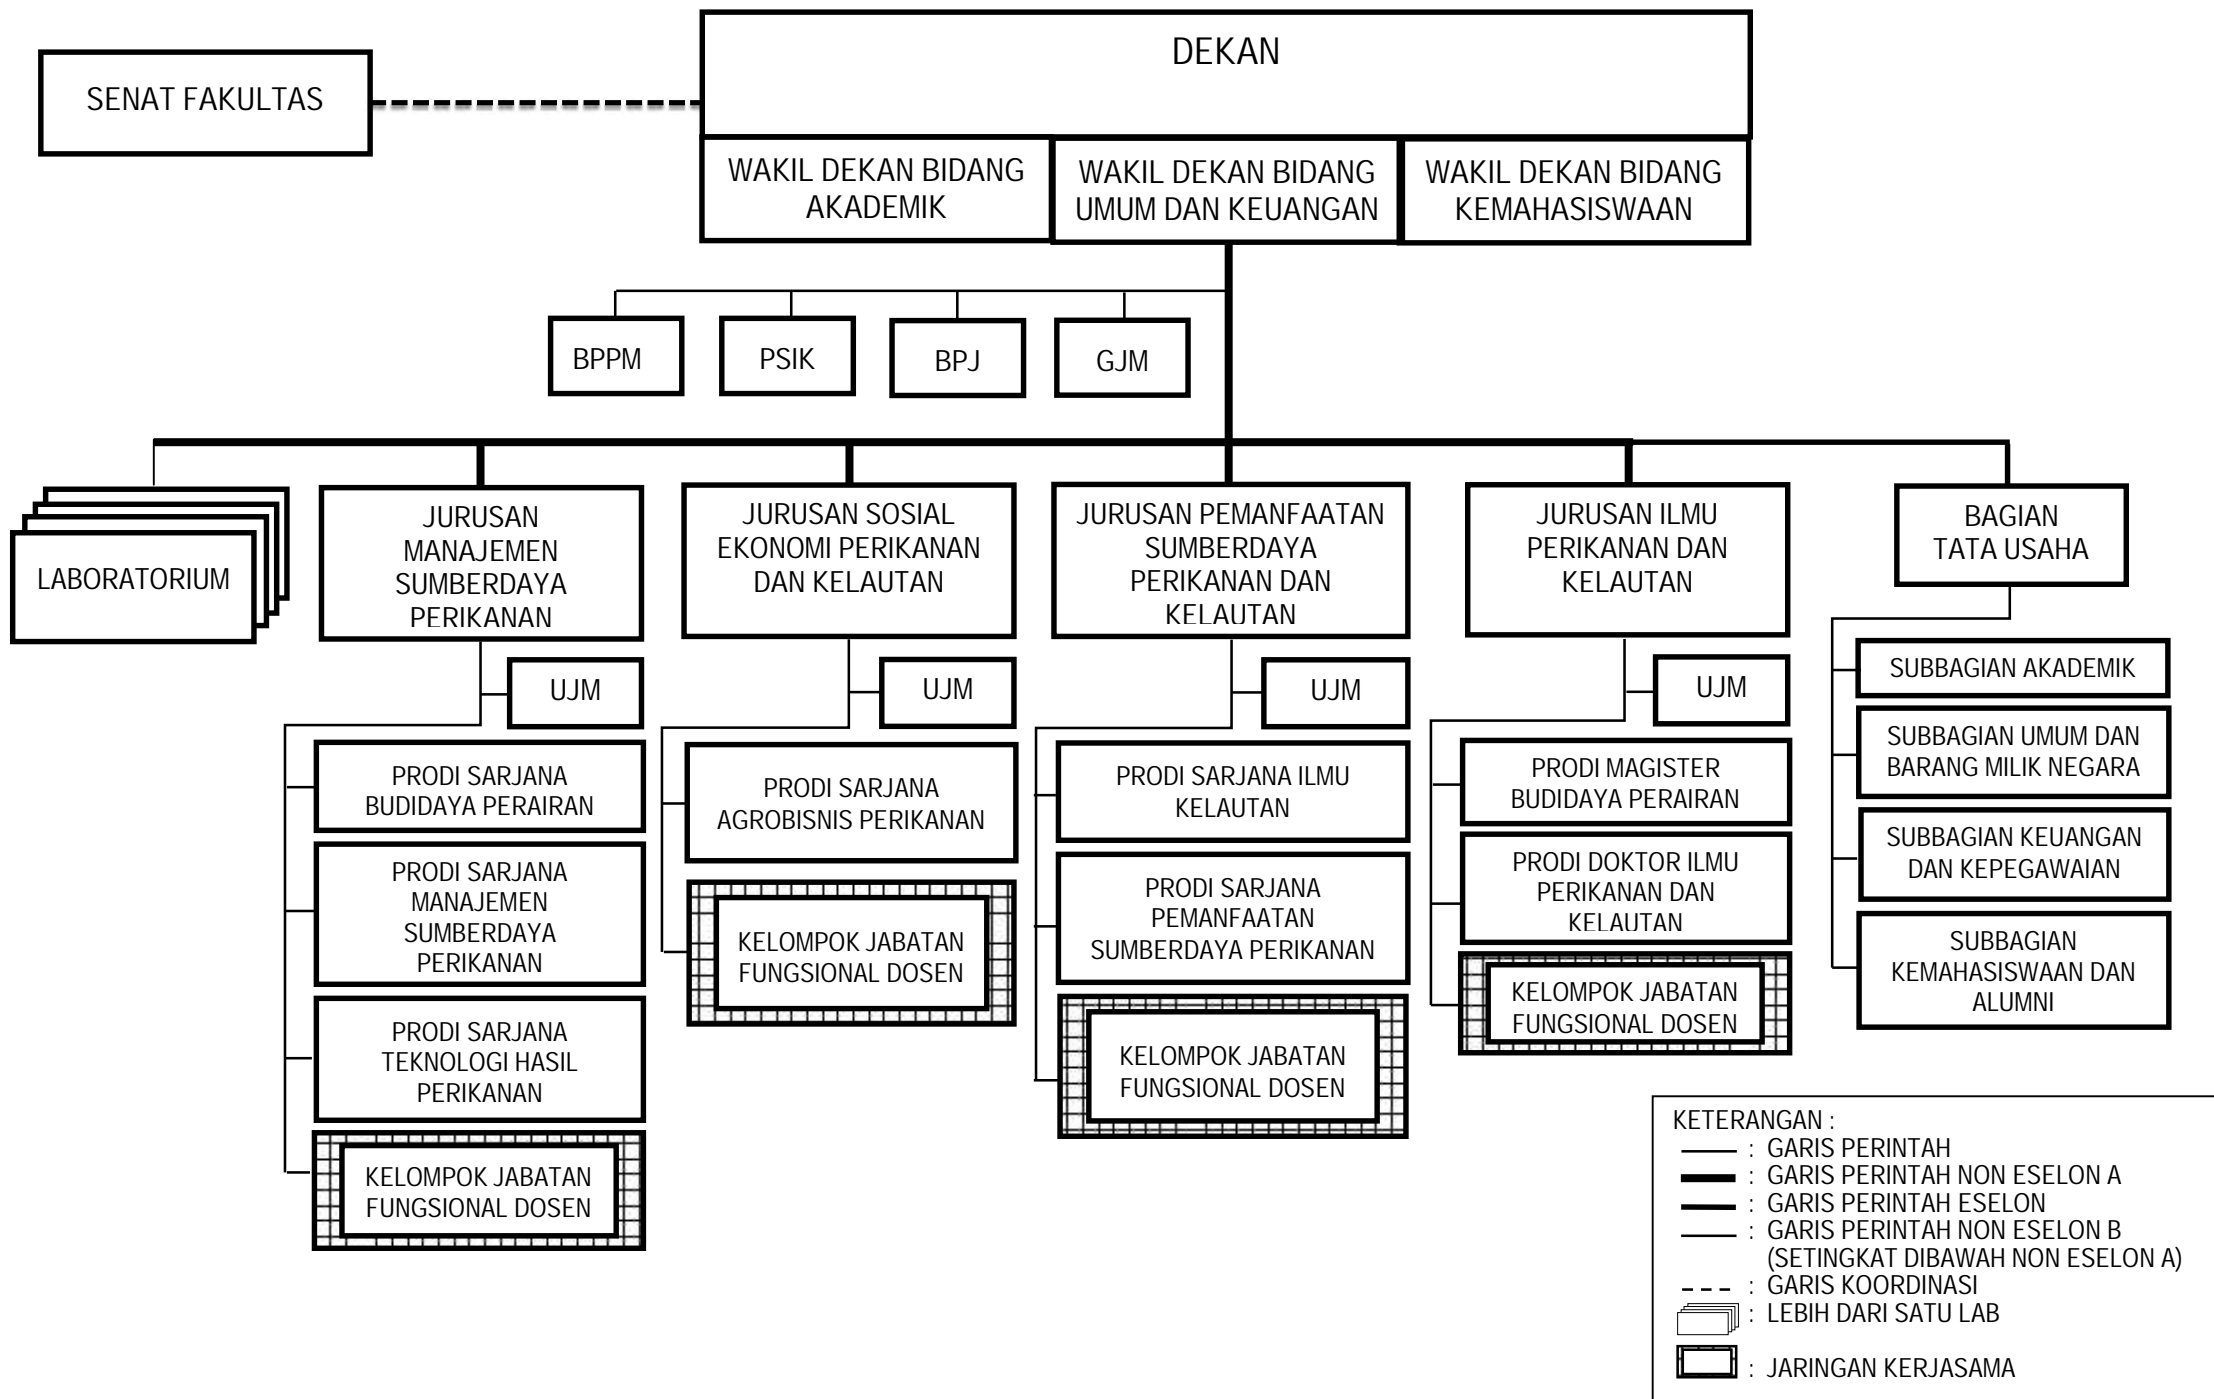 DEKAN
SENAT FAKULTAS
WAKIL DEKAN BIDANG
AKADEMIK
WAKIL DEKAN BIDANG
UMUM DAN KEUANGAN
WAKIL DEKAN BIDANG
KEMAHASISWAAN
BPPM
PSIK
BPJ
GJM
LABORATORIUM
JURUSAN
MANAJEMEN
SUMBERDAYA
PERIKANAN
JURUSAN SOSIAL
EKONOMI PERIKANAN
DAN KELAUTAN
JURUSAN PEMANFAATAN
SUMBERDAYA
PERIKANAN DAN
KELAUTAN
JURUSAN ILMU
PERIKANAN DAN
KELAUTAN
BAGIAN
TATA USAHA
UJM
PRODI SARJANA
BUDIDAYA PERAIRAN
PRODI SARJANA
MANAJEMEN
SUMBERDAYA
PERIKANAN
PRODI SARJANA
TEKNOLOGI HASIL
PERIKANAN
KELOMPOK JABATAN
FUNGSIONAL DOSEN
UJM
PRODI SARJANA
AGROBISNIS PERIKANAN
KELOMPOK JABATAN
FUNGSIONAL DOSEN
UJM
PRODI SARJANA ILMU
KELAUTAN
PRODI SARJANA
PEMANFAATAN
SUMBERDAYA PERIKANAN
KELOMPOK JABATAN
FUNGSIONAL DOSEN
UJM
PRODI MAGISTER
BUDIDAYA PERAIRAN
PRODI DOKTOR ILMU
PERIKANAN DAN
KELAUTAN
KELOMPOK JABATAN
FUNGSIONAL DOSEN
SUBBAGIAN AKADEMIK
SUBBAGIAN UMUM DAN
BARANG MILIK NEGARA
SUBBAGIAN KEUANGAN
DAN KEPEGAWAIAN
SUBBAGIAN
KEMAHASISWAAN DAN
ALUMNI
KETERANGAN :
: GARIS PERINTAH
: GARIS PERINTAH NON ESELON A
: GARIS PERINTAH ESELON
: GARIS PERINTAH NON ESELON B
(SETINGKAT DIBAWAH NON ESELON A)
: GARIS KOORDINASI
: LEBIH DARI SATU LAB
: JARINGAN KERJASAMA